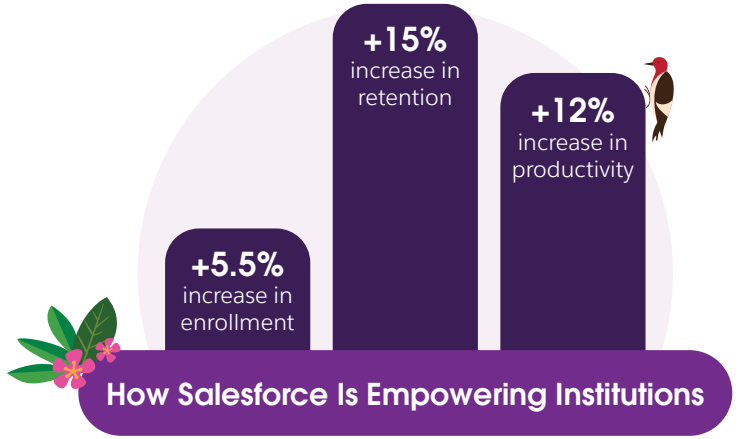 +5.5%
increase in
enrollment
+15%
increase in
retention
+12%
increase in
productivity
How Salesforce Is Empowering Institutions